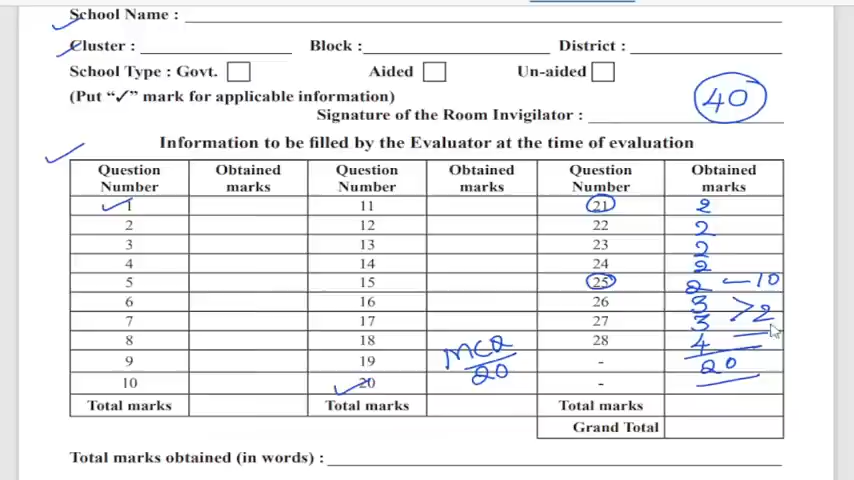 School Name :
Cluster : Block : District :
School Type : Govt. Aided Un-aided
(Put “✓” mark for applicable information)
40
Signature of the Room Invigilator :
Information to be filled by the Evaluator at the time of evaluation
Question Number Obtained marks Question Number Obtained marks Question Number Obtained marks
1 11 21 2
2 12 22 2
3 13 23 2
4 14 24 2
5 15 25 2 – 10
6 16 26 3 > 2
7 17 27 3
8 18 28 4
9 19 MCQ - 20
10 20 20 -
Total marks Total marks Total marks
Grand Total
Total marks obtained (in words) :